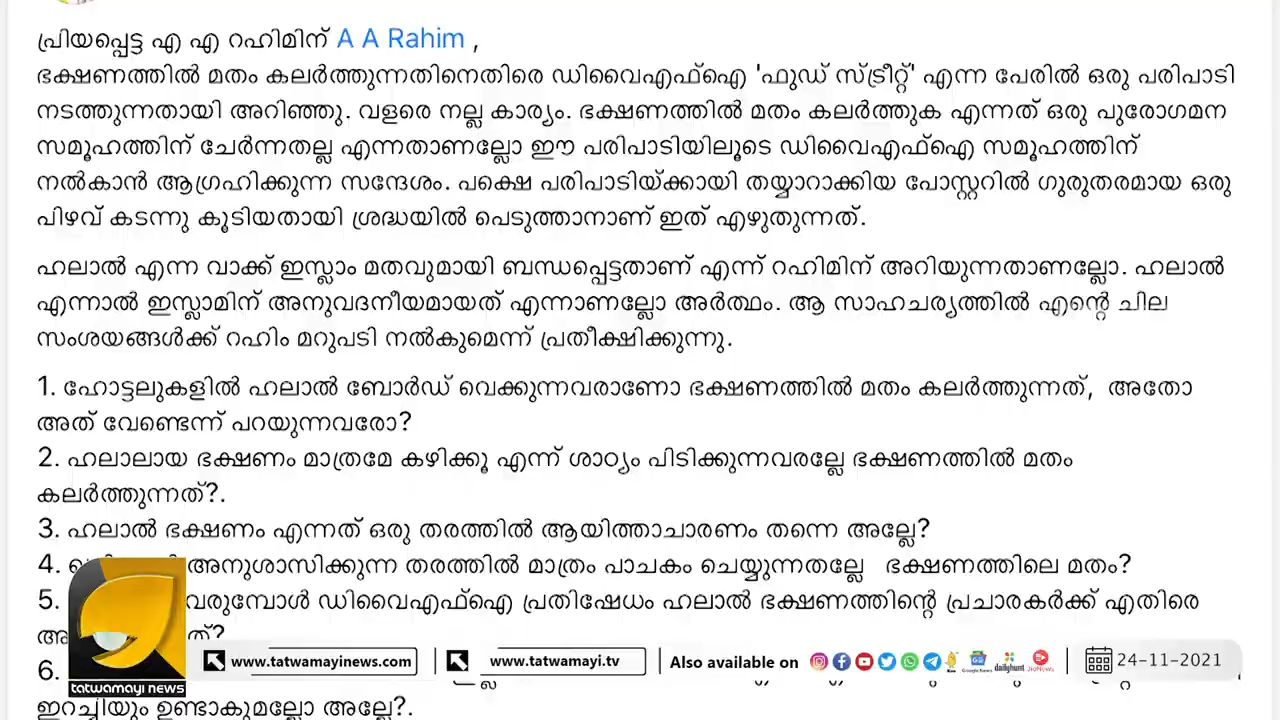 പ്രിയപ്പെട്ട എ എ റഹിമിന് A A Rahim ,
ഭക്ഷണത്തിൽ മതം കലർത്തുന്നതിനെതിരെ ഡിവൈഎഫ്ഐ 'ഫുഡ് സ്ട്രീറ്റ്' എന്ന പേരിൽ ഒരു പരിപാടി
നടത്തുന്നതായി അറിഞ്ഞു. വളരെ നല്ല കാര്യം. ഭക്ഷണത്തിൽ മതം കലർത്തുക എന്നത് ഒരു പുരോഗമന
സമൂഹത്തിന് ചേർന്നതല്ല എന്നതാണല്ലോ ഈ പരിപാടിയിലൂടെ ഡിവൈഎഫ്ഐ സമൂഹത്തിന്
നൽകാൻ ആഗ്രഹിക്കുന്ന സന്ദേശം. പക്ഷെ പരിപാടിയ്ക്കായി തയ്യാറാക്കിയ പോസ്റ്ററിൽ ഗുരുതരമായ ഒരു
പിഴവ് കടന്നു കൂടിയതായി ശ്രദ്ധയിൽ പെടുത്താനാണ് ഇത് എഴുതുന്നത്.
ഹലാൽ എന്ന വാക്ക് ഇസ്ലാം മതവുമായി ബന്ധപ്പെട്ടതാണ് എന്ന് റഹിമിന് അറിയുന്നതാണല്ലോ. ഹലാൽ
എന്നാൽ ഇസ്ലാമിന് അനുവദനീയമായത് എന്നാണല്ലോ അർത്ഥം. ആ സാഹചര്യത്തിൽ എന്റെ ചില
സംശയങ്ങൾക്ക് റഹിം മറുപടി നൽകുമെന്ന് പ്രതീക്ഷിക്കുന്നു.
1. ഹോട്ടലുകളിൽ ഹലാൽ ബോർഡ് വെക്കുന്നവരാണോ ഭക്ഷണത്തിൽ മതം കലർത്തുന്നത്, അതോ
അത് വേണ്ടെന്ന് പറയുന്നവരോ?
2. ഹലാലായ ഭക്ഷണം മാത്രമേ കഴിക്കൂ എന്ന് ശാഠ്യം പിടിക്കുന്നവരല്ലേ ഭക്ഷണത്തിൽ മതം
കലർത്തുന്നത്?.
3. ഹലാൽ ഭക്ഷണം എന്നത് ഒരു തരത്തിൽ ആയിത്താചാരണം തന്നെ അല്ലേ?
4. അനുശാസിക്കുന്ന തരത്തിൽ മാത്രം പാചകം ചെയ്യുന്നതല്ലേ ഭക്ഷണത്തിലെ മതം?
5. വരുമ്പോൾ ഡിവൈഎഫ്ഐ പ്രതിഷേധം ഹലാൽ ഭക്ഷണത്തിന്റെ പ്രചാരകർക്ക് എതിരെ
6.
ഇറച്ചിയും ഉണ്ടാകുമല്ലോ അല്ലേ?.
tatwamayi news
www.tatwamayinews.com
www.tatwamayi.tv
Also available on
Google News
dailyhunt
JioNews
24-11-2021